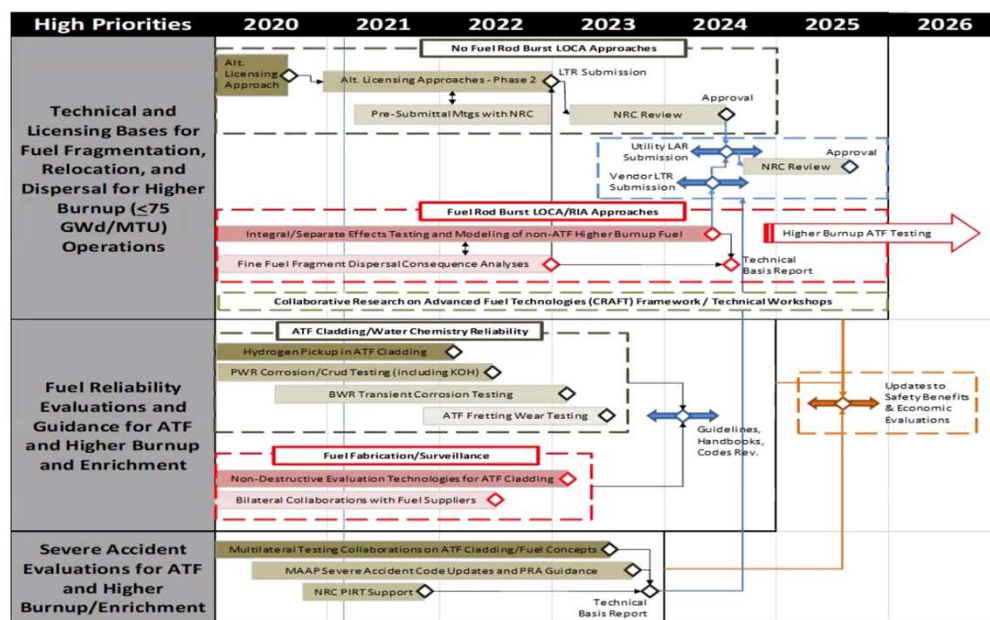 High Priorities
2020
2021
2022
2023
2024
2025
2026
Technical and
Licensing Bases for
Fuel Fragmentation,
Relocation, and
Dispersal for Higher
Burnup (≤75
GWd/MTU)
Operations
No Fuel Rod Burst LOCA Approaches
Alt.
Licensing
Approach
Alt. Licensing Approaches - Phase 2
LTR Submission
Pre-Submittal Mtgs with NRC
NRC Review
Approval
Utility LAR
Submission
Approval
NRC Review
Vendor LTR
Submission
Fuel Rod Burst LOCA/RIA Approaches
Integral/Separate Effects Testing and Modeling of non-ATF Higher Burnup Fuel
Higher Burnup ATF Testing
Fine Fuel Fragment Dispersal Consequence Analyses
Technical
Basis Report
Collaborative Research on Advanced Fuel Technologies (CRAFT) Framework / Technical Workshops
Fuel Reliability
Evaluations and
Guidance for ATF
and Higher Burnup
and Enrichment
ATF Cladding/Water Chemistry Reliability
Hydrogen Pickup in ATF Cladding
PWR Corrosion/Crud Testing (including KOH)
BWR Transient Corrosion Testing
ATF Fretting Wear Testing
Guidelines,
Handbooks,
Codes Rev.
Updates to
Safety Benefits
& Economic
Evaluations
Fuel Fabrication/Surveillance
Non-Destructive Evaluation Technologies for ATF Cladding
Bilateral Collaborations with Fuel Suppliers
Severe Accident
Evaluations for ATF
and Higher
Burnup/Enrichment
Multilateral Testing Collaborations on ATF Cladding/Fuel Concepts
MAAP Severe Accident Code Updates and PRA Guidance
NRC PIRT Support
Technical
Basis Report